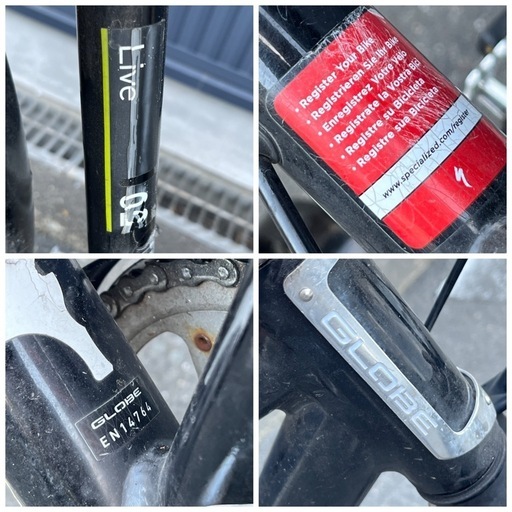 Live
02
• Register Your Bike
• Registrieren Sie Ihr Bike
• Enregistrez Votre Vélo
• Registrate la Vostra Bici
• Registre su Bicicleta
• Registre sua Bicicleta
www.specialized.com/register
GLOBE
EN14764
GLOBE